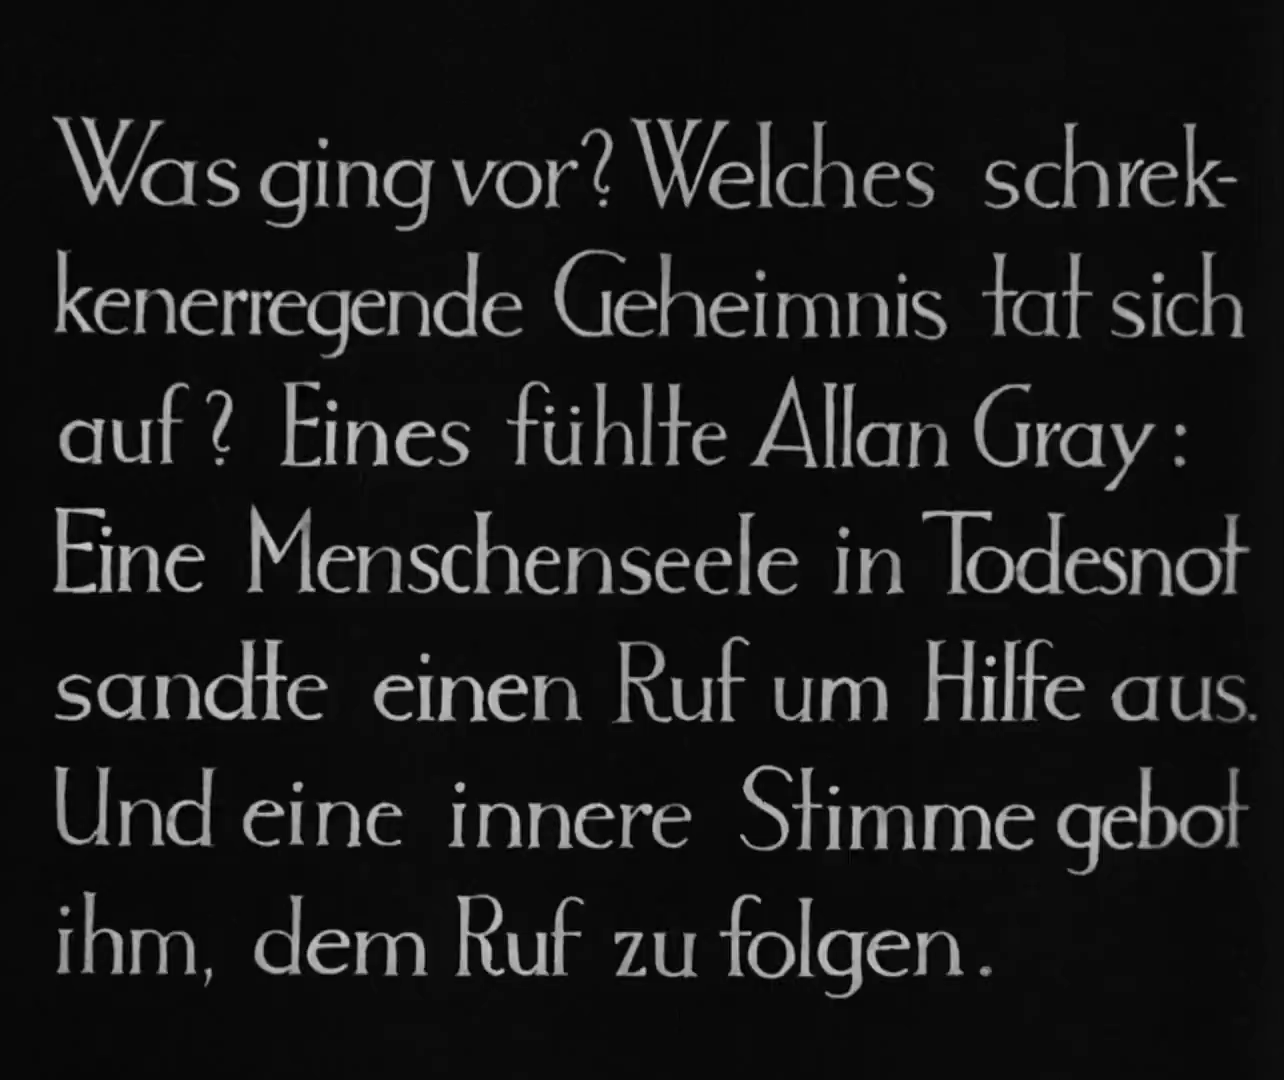 Was ging vor? Welches schrek-
kenerregende Geheimnis tat sich
auf? Eines fühlte Allan Gray:
Eine Menschenseele in Todesnot
sandte einen Ruf um Hilfe aus.
Und eine innere Stimme gebot
ihm, dem Ruf zu folgen.